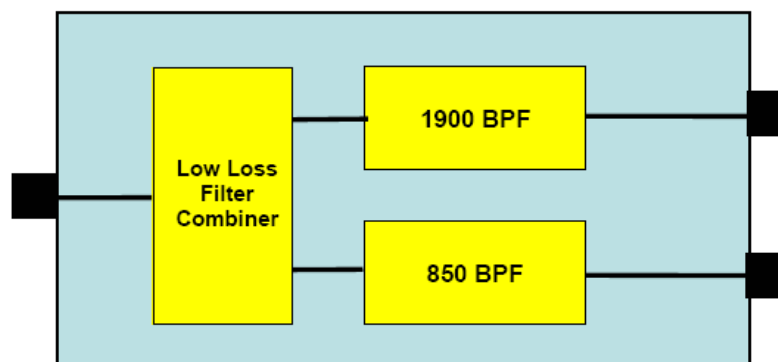 Low Loss
Filter
Combiner
1900 BPF
850 BPF